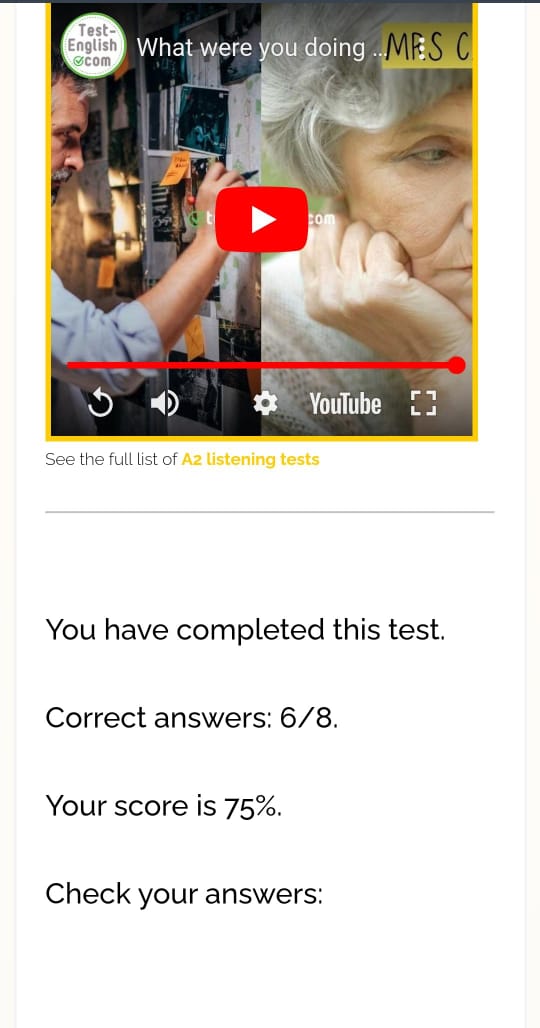 Test-
English
com
What were you doing ...
MRS C
t
com
YouTube
See the full list of A2 listening tests
You have completed this test.
Correct answers: 6/8.
Your score is 75%.
Check your answers: